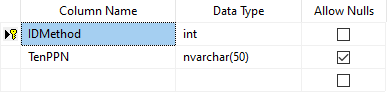 Column Name Data Type Allow Nulls
IDMethod int
TenPPN nvarchar(50)